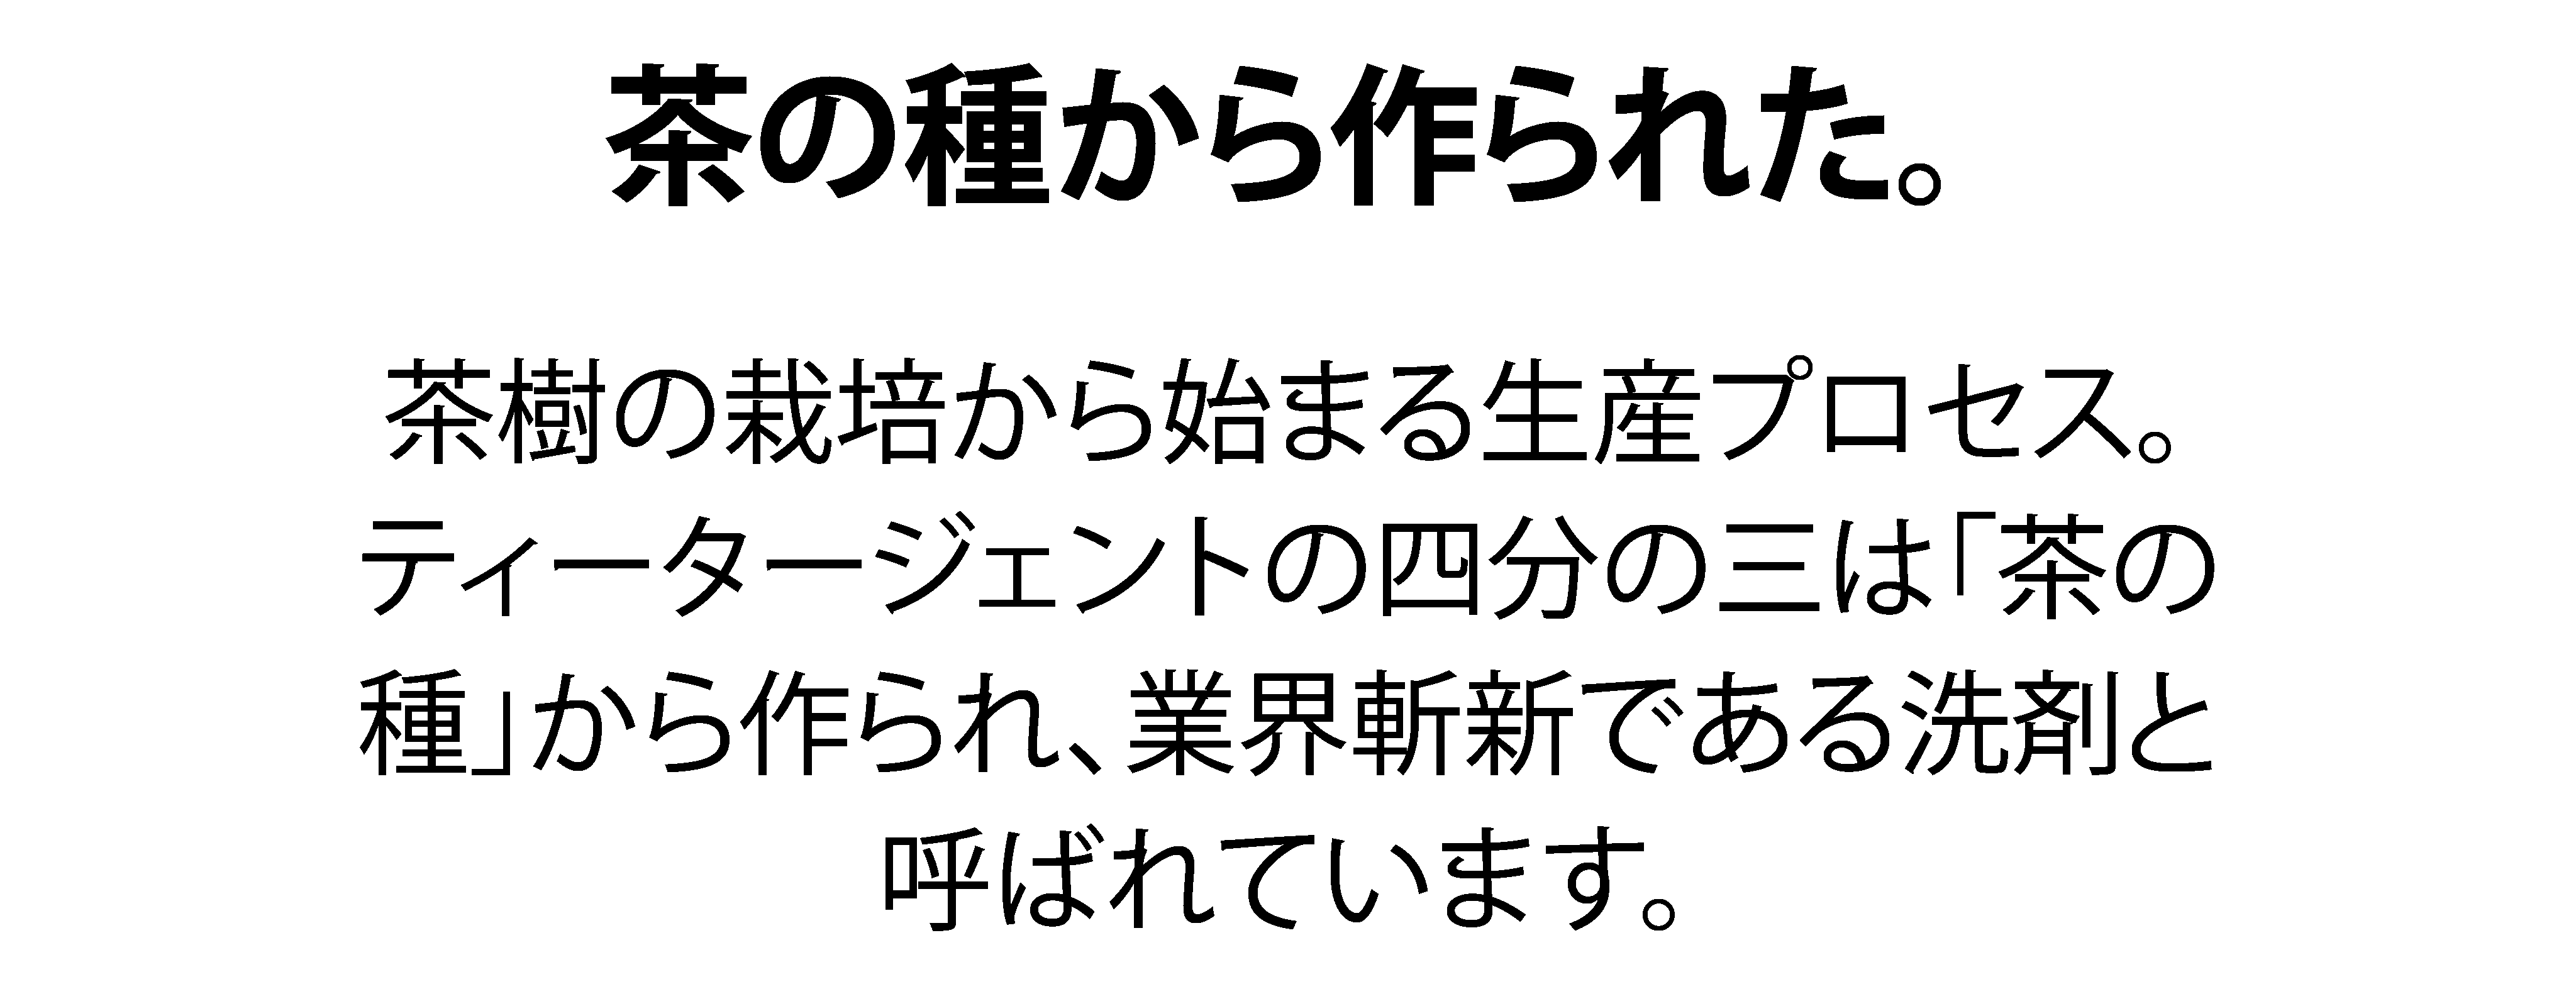 茶の種から作られた。
茶樹の栽培から始まる生産プロセス。
ティータージェントの四分の三は「茶の
種」から作られ、業界斬新である洗剤と
呼ばれています。